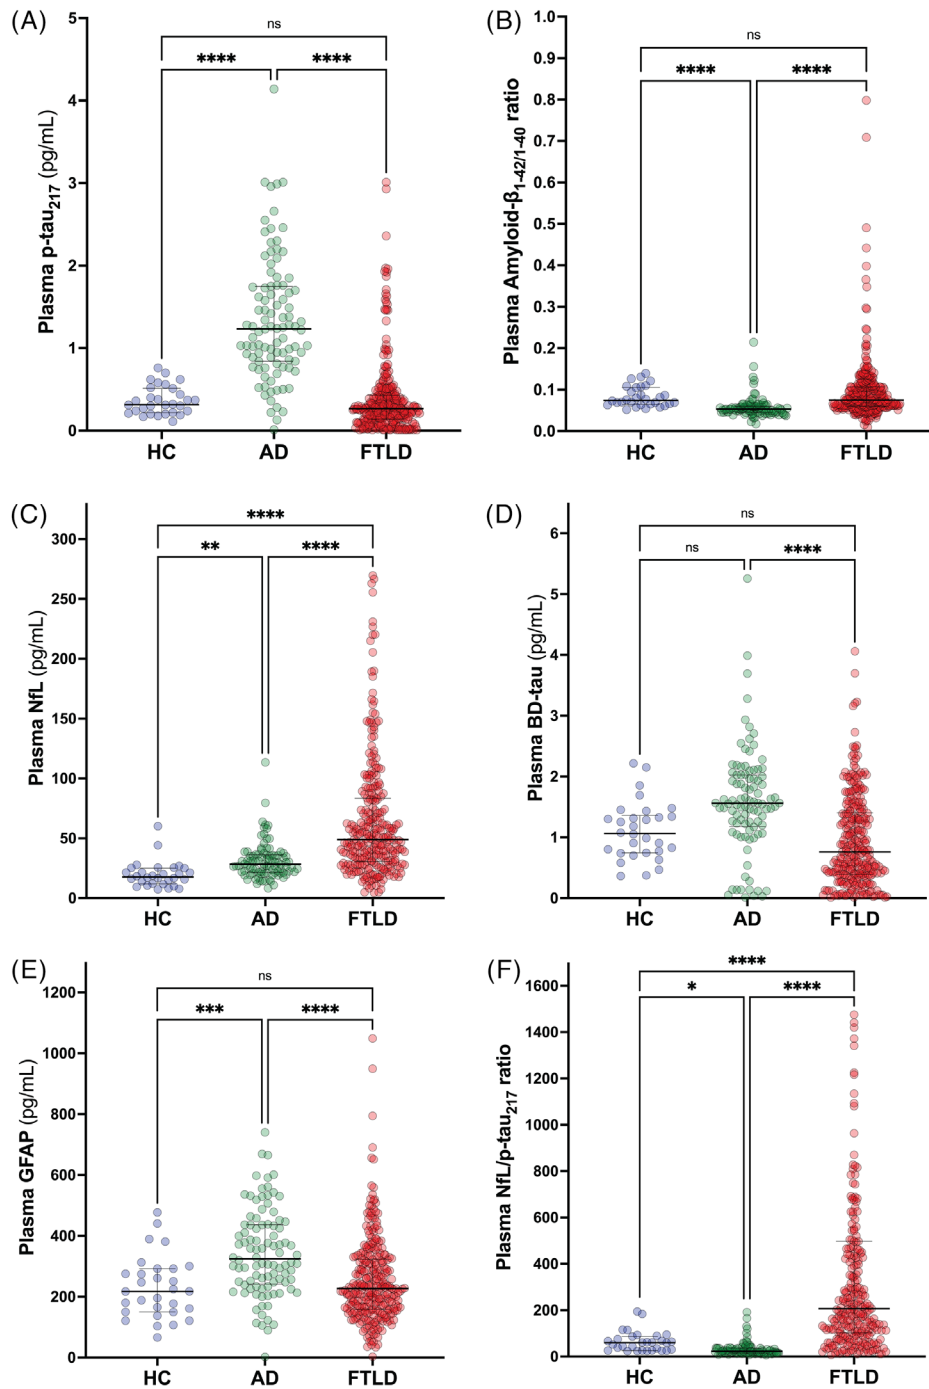 (A)
Plasma p-tau217 (pg/mL)
5
4
3
2
1
0
ns
**** ****
HC AD FTLD
(B)
Plasma Amyloid-β1-42/1-40 ratio
1.0
0.9
0.8
0.7
0.6
0.5
0.4
0.3
0.2
0.1
0.0
ns
**** ****
HC AD FTLD
(C)
Plasma NfL (pg/mL)
300
250
200
150
100
50
0
****
** ****
HC AD FTLD
(D)
Plasma BD-tau (pg/mL)
6
5
4
3
2
1
0
ns
ns ****
HC AD FTLD
(E)
Plasma GFAP (pg/mL)
1200
1000
800
600
400
200
0
ns
*** ****
HC AD FTLD
(F)
Plasma NfL/p-tau217 ratio
1600
1400
1200
1000
800
600
400
200
0
****
* ****
HC AD FTLD